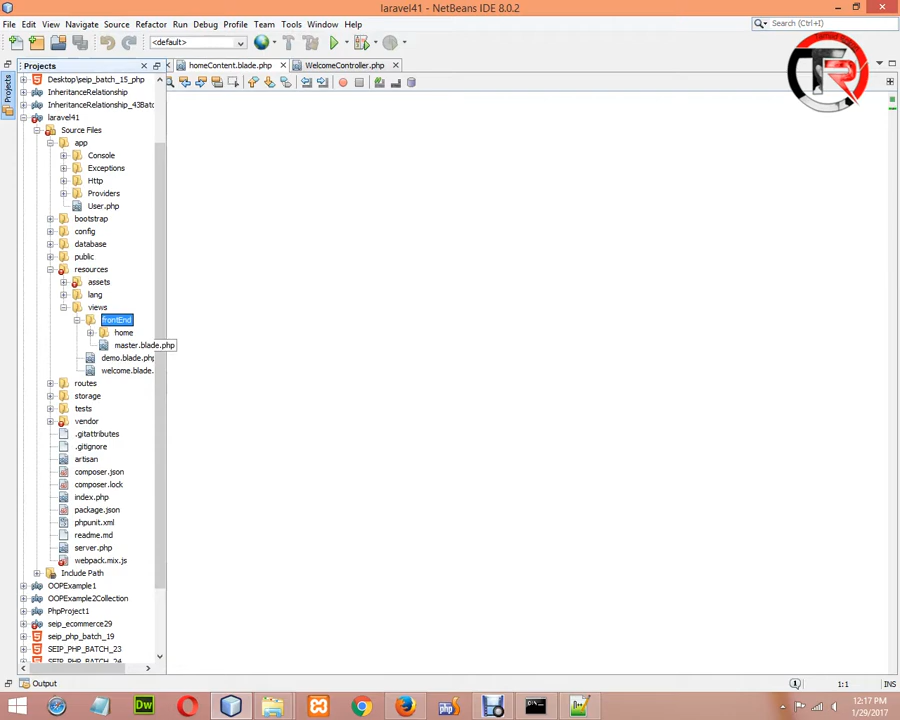 laravel41 - NetBeans IDE 8.0.2
File Edit View Navigate Source Refactor Run Debug Profile Team Tools Window Help
Search (Ctrl+I)
<default>
Projects
homeContent.blade.php
WelcomeController.php
Projects
Desktop\seip_batch_15_php
InheritanceRelationship
InheritanceRelationship_43Batc
laravel41
Source Files
app
Console
Exceptions
Http
Providers
User.php
bootstrap
config
database
public
resources
assets
lang
views
frontEnd
home
master.blade.php
demo.blade.php
welcome.blade.
routes
storage
tests
vendor
.gitattributes
.gitignore
artisan
composer.json
composer.lock
index.php
package.json
phpunit.xml
readme.md
server.php
webpack.mix.js
Include Path
OOPExample1
OOPExample2Collection
PhpProject1
seip_ecommerce29
seip_php_batch_19
SEIP_PHP_BATCH_23
SEIP_PHP_BATCH_24
Output
1:1
INS
Dw
php
12:17 PM
1/29/2017